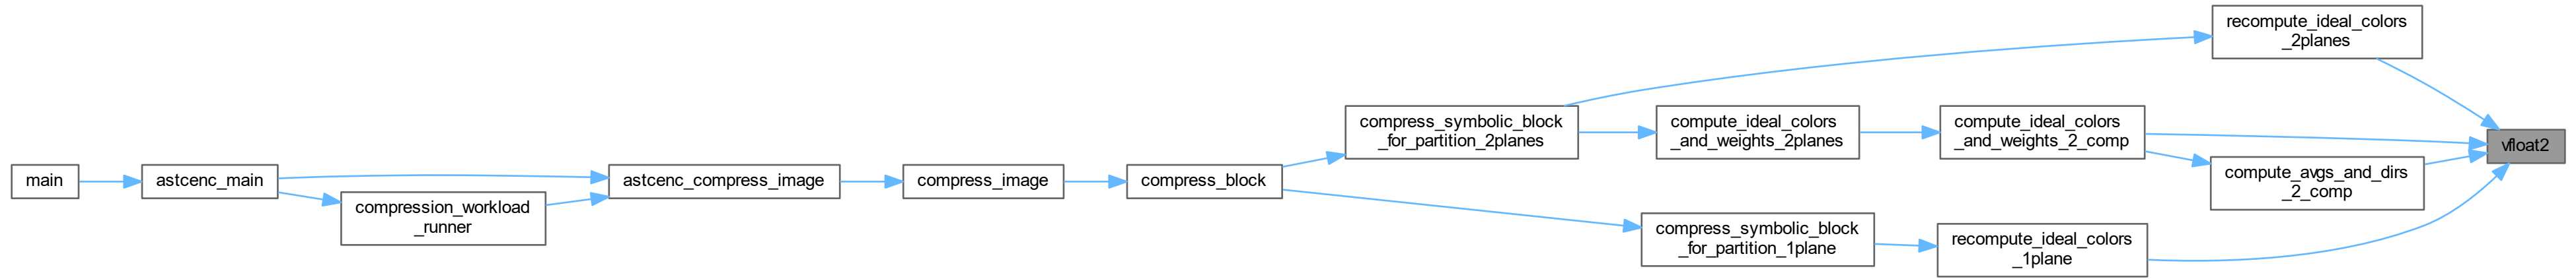 main
astcenc_main
compression_workload
_runner
astcenc_compress_image
compress_image
compress_block
compress_symbolic_block
_for_partition_2planes
compute_ideal_colors
_and_weights_2planes
compute_ideal_colors
_and_weights_2_comp
recompute_ideal_colors
_2planes
vfloat2
compute_avgs_and_dirs
_2_comp
compress_symbolic_block
_for_partition_1plane
recompute_ideal_colors
_1plane